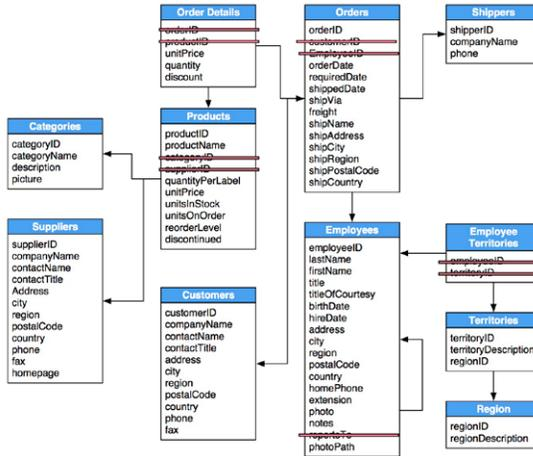 Order Details
orderID
productID
unitPrice
quantity
discount
Orders
orderID
customerID
EmployeeID
orderDate
requiredDate
shippedDate
shipVia
freight
shipName
shipAddress
shipCity
shipRegion
shipPostalCode
shipCountry
Shippers
shipperID
companyName
phone
Products
productID
productName
categoryID
supplierID
quantityPerLabel
unitPrice
unitsInStock
unitsOnOrder
reorderLevel
discontinued
Categories
categoryID
categoryName
description
picture
Suppliers
supplierID
companyName
contactName
contactTitle
Address
city
region
postalCode
country
phone
fax
homepage
Customers
customerID
companyName
contactName
contactTitle
address
city
region
postalCode
country
phone
fax
Employees
employeeID
lastName
firstName
title
titleOfCourtesy
birthDate
hireDate
address
city
region
postalCode
country
homePhone
extension
photo
notes
reportsTo
photoPath
Employee
Territories
employeeID
territoryID
Territories
territoryID
territoryDescription
regionID
Region
regionID
regionDescription